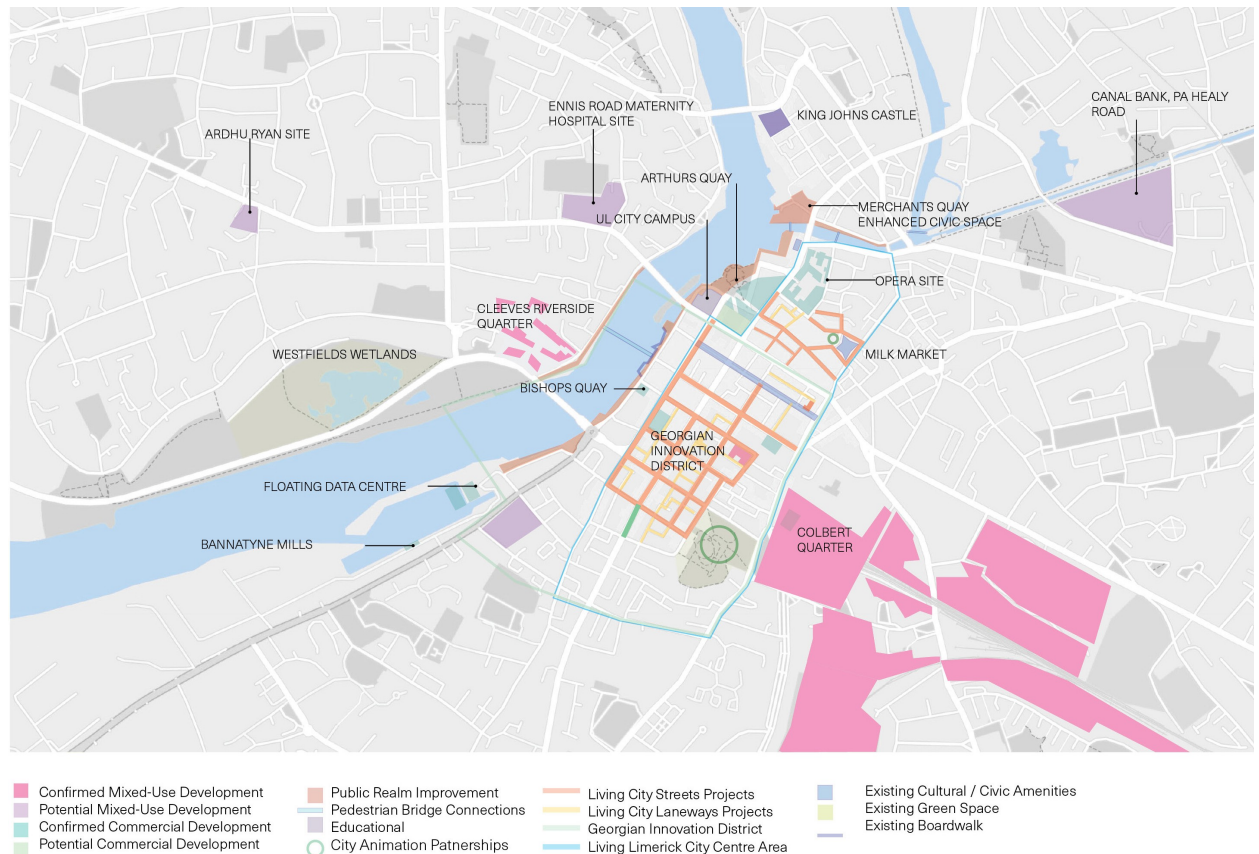 ENNIS ROAD MATERNITY
HOSPITAL SITE
CANAL BANK, PA HEALY
ROAD
KING JOHNS CASTLE
ARDHU RYAN SITE
ARTHURS QUAY
MERCHANTS QUAY
ENHANCED CIVIC SPACE
UL CITY CAMPUS
OPERA SITE
CLEEVES RIVERSIDE
QUARTER
WESTFIELDS WETLANDS
MILK MARKET
BISHOPS QUAY
GEORGIAN
INNOVATION
DISTRICT
FLOATING DATA CENTRE
COLBERT
QUARTER
BANNATYNE MILLS
Confirmed Mixed-Use Development
Potential Mixed-Use Development
Confirmed Commercial Development
Potential Commercial Development
Public Realm Improvement
Pedestrian Bridge Connections
Educational
City Animation Patnerships
Living City Streets Projects
Living City Laneways Projects
Georgian Innovation District
Living Limerick City Centre Area
Existing Cultural / Civic Amenities
Existing Green Space
Existing Boardwalk